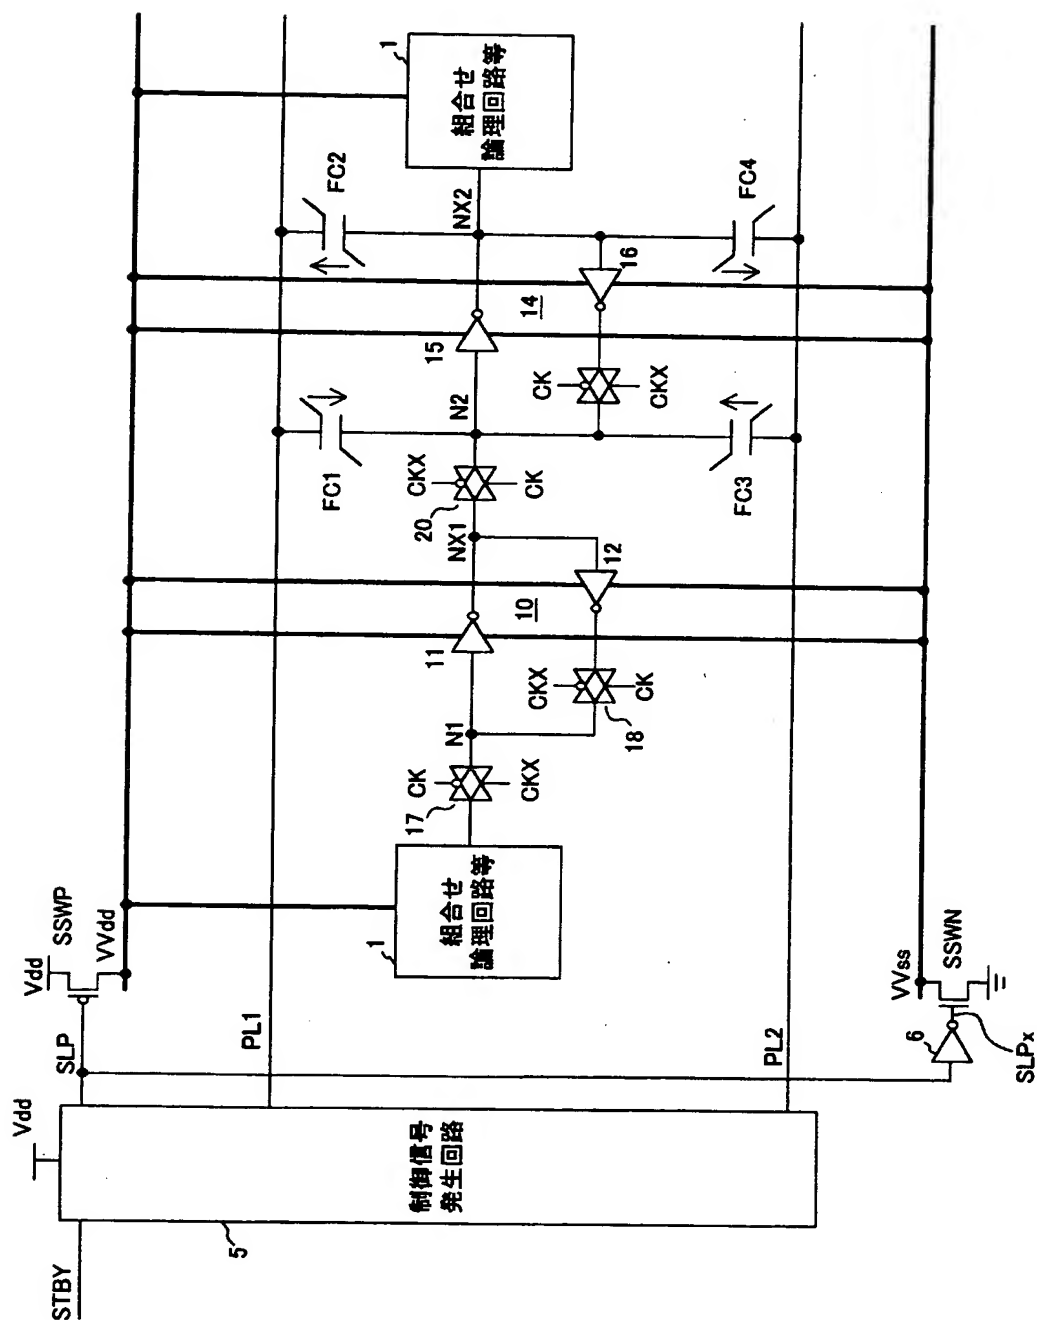 STBY
5
制御信号
発生回路
Vdd
SLP
Vdd
SSWP
VVdd
PL1
PL2
6
SLPx
VVss
SSWN
1
組合せ
論理回路等
17
CK
CKX
N1
11
10
12
CKX
CK
18
NX1
20
CKX
CK
N2
FC1
FC3
15
14
16
CK
CKX
NX2
FC2
FC4
1
組合せ
論理回路等